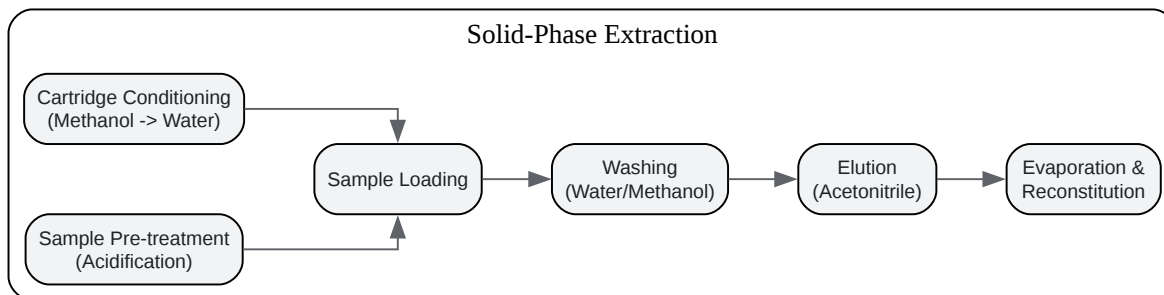 Solid-Phase Extraction
Cartridge Conditioning
(Methanol -> Water)
Sample Pre-treatment
(Acidification)
Sample Loading
Washing
(Water/Methanol)
Elution
(Acetonitrile)
Evaporation &
Reconstitution